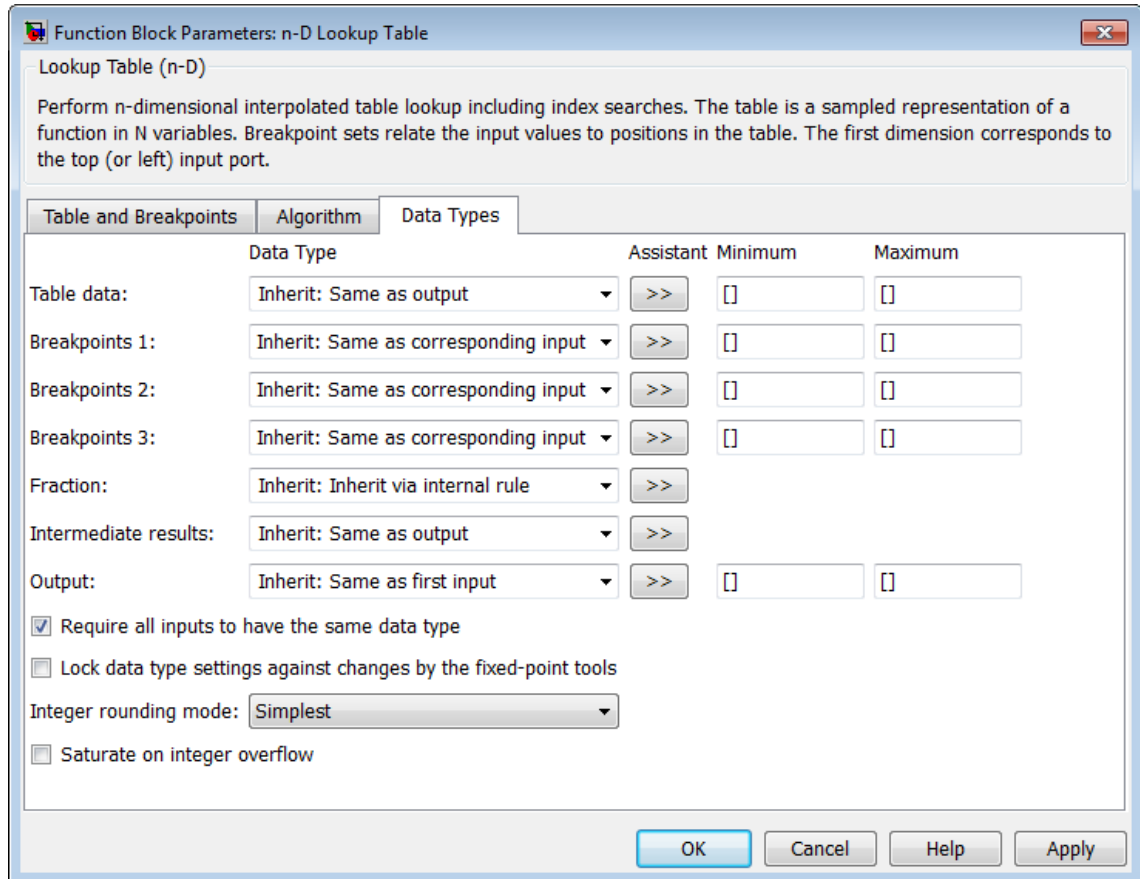 Function Block Parameters: n-D Lookup Table
Lookup Table (n-D)
Perform n-dimensional interpolated table lookup including index searches. The table is a sampled representation of a
function in N variables. Breakpoint sets relate the input values to positions in the table. The first dimension corresponds to
the top (or left) input port.
Table and Breakpoints Algorithm Data Types
Data Type Assistant Minimum Maximum
Table data: Inherit: Same as output >> [] []
Breakpoints 1: Inherit: Same as corresponding input >> [] []
Breakpoints 2: Inherit: Same as corresponding input >> [] []
Breakpoints 3: Inherit: Same as corresponding input >> [] []
Fraction: Inherit: Inherit via internal rule >>
Intermediate results: Inherit: Same as output >>
Output: Inherit: Same as first input >> [] []
Require all inputs to have the same data type
Lock data type settings against changes by the fixed-point tools
Integer rounding mode: Simplest
Saturate on integer overflow
OK Cancel Help Apply